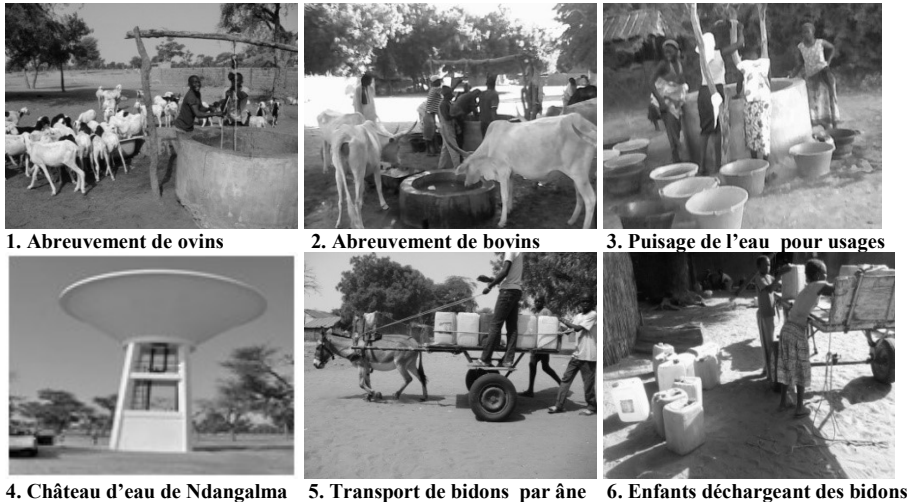 1. Abreuvement de ovins
2. Abreuvement de bovins
3. Puisage de l'eau pour usages
4. Château d'eau de Ndangalma
5. Transport de bidons par âne
6. Enfants déchargeant des bidons